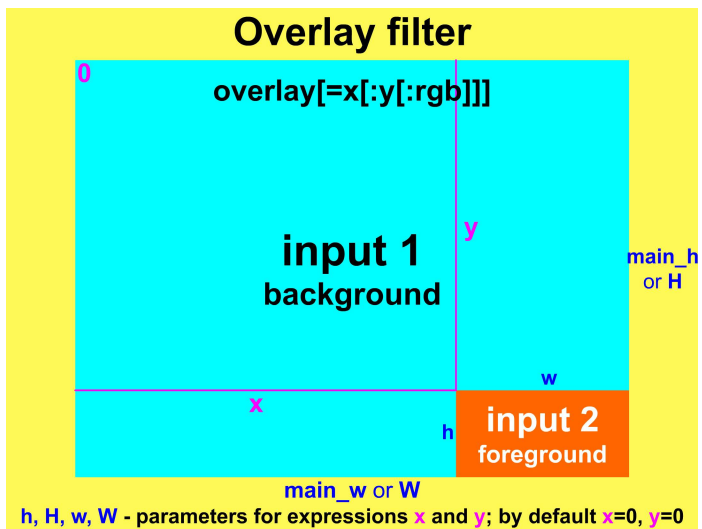 Overlay filter
0
overlay[=x[:y[:rgb]]]
y
input 1
background
main_h
or H
w
x
h
input 2
foreground
main_w or W
h, H, w, W - parameters for expressions x and y; by default x=0, y=0